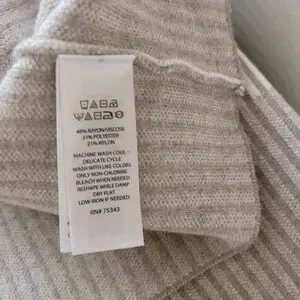 48% RAYON/VISCOSE
31% POLYESTER
21% NYLON
MACHINE WASH COOL
DELICATE CYCLE
WASH WITH LIKE COLORS
ONLY NON-CHLORINE
BLEACH WHEN NEEDED
RESHAPE WHILE DAMP
DRY FLAT
LOW IRON IF NEEDED
RN# 75343